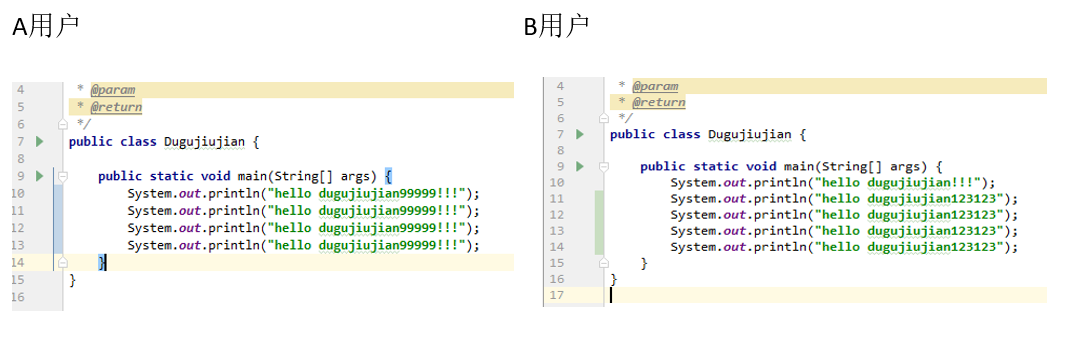 A用户
B用户
4 * @param
5 * @return
6 */
7 public class Dugujiujian {
8
9 public static void main(String[] args) {
10 System.out.println("hello dugujiujian99999!!!");
11 System.out.println("hello dugujiujian99999!!!");
12 System.out.println("hello dugujiujian99999!!!");
13 System.out.println("hello dugujiujian99999!!!");
14 }
15 }
16
4 * @param
5 * @return
6 */
7 public class Dugujiujian {
8
9 public static void main(String[] args) {
10 System.out.println("hello dugujiujian!!!");
11 System.out.println("hello dugujiujian123123");
12 System.out.println("hello dugujiujian123123");
13 System.out.println("hello dugujiujian123123");
14 System.out.println("hello dugujiujian123123");
15 }
16 }
17